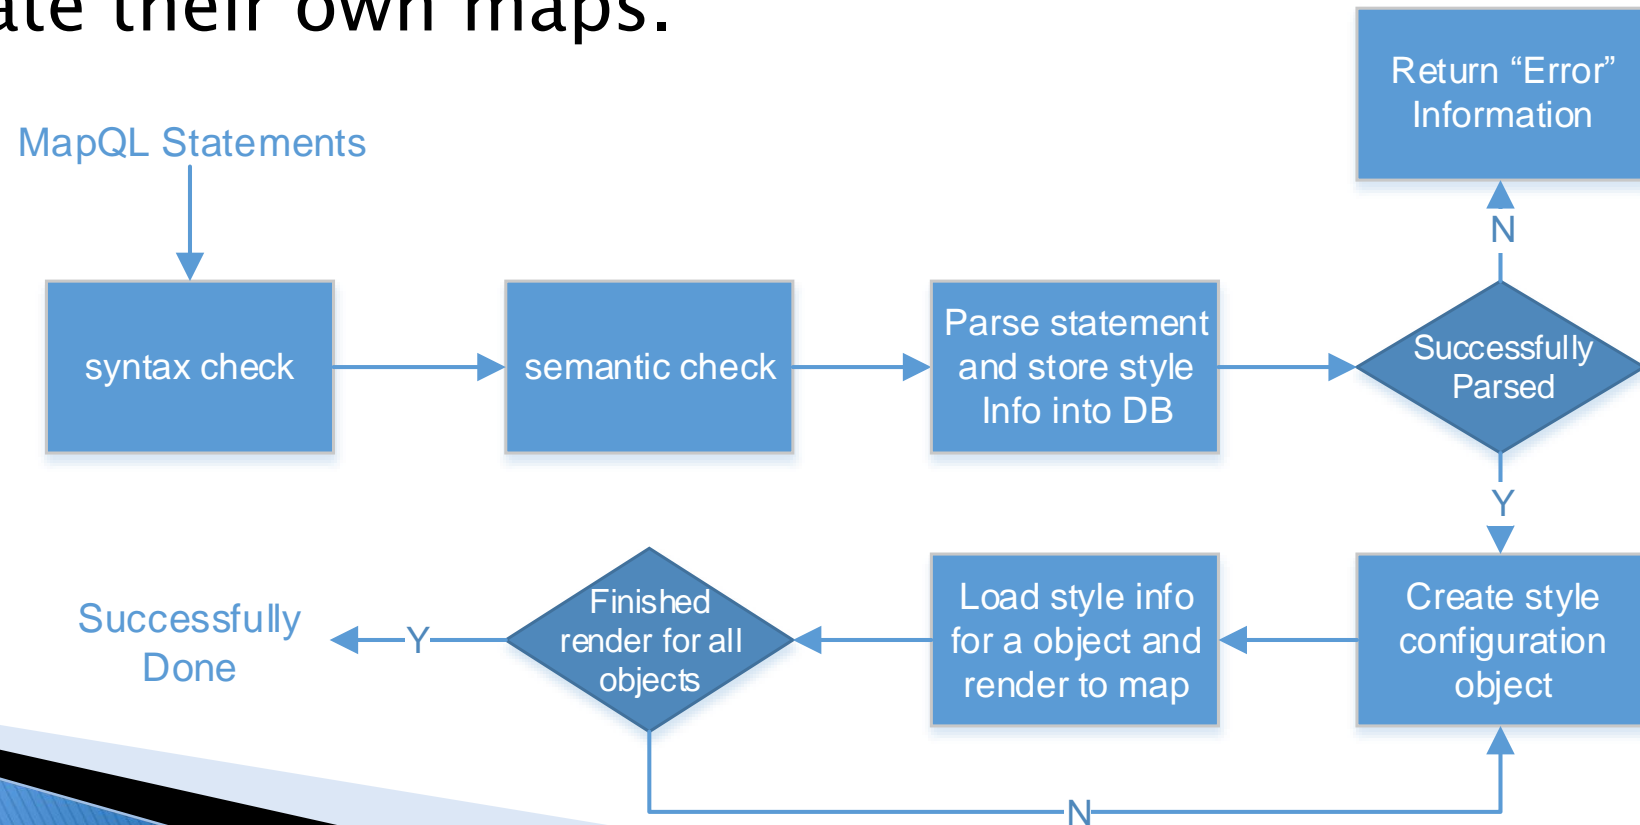 ate their own maps.
Return “Error”
Information
MapQL Statements
N
syntax check
semantic check
Parse statement
and store style
Info into DB
Successfully
Parsed
Y
Successfully
Done
Y
Finished
render for all
objects
Load style info
for a object and
render to map
Create style
configuration
object
N